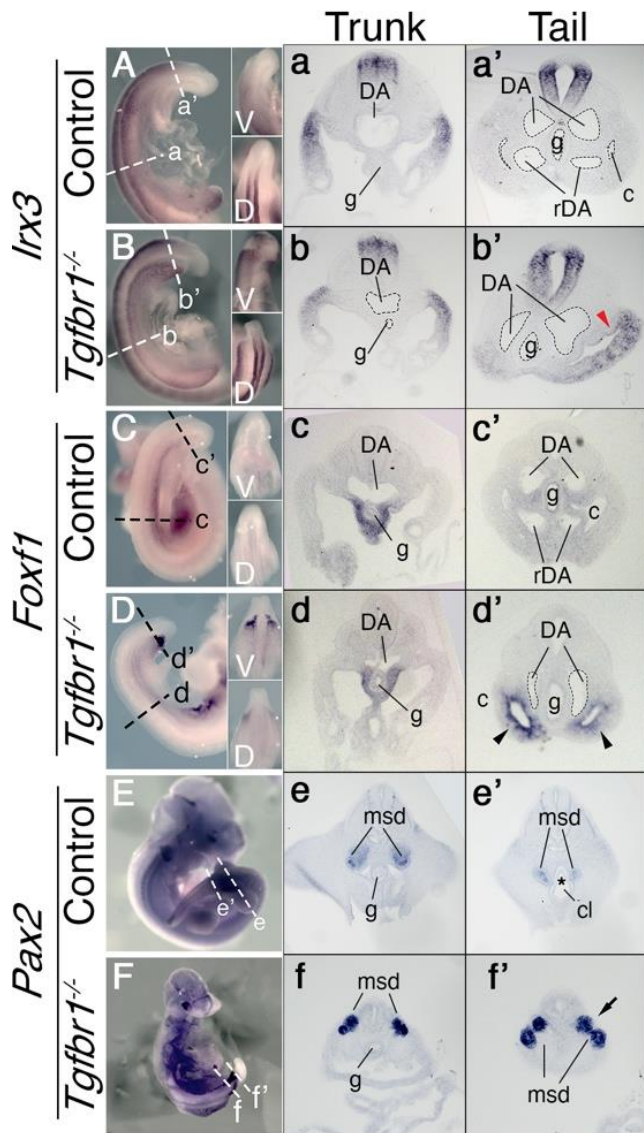 Trunk Tail
Irx3
Control
A
a'
a
V
D
a
DA
g
a'
DA
g
c
rDA
Tgfbr1-/-
B
b'
b
V
D
b
DA
g
b'
DA
g
Foxf1
Control
C
c'
c
V
D
c
DA
g
c'
DA
g
c
rDA
Tgfbr1-/-
D
d'
d
V
D
d
DA
g
d'
DA
c
g
Pax2
Control
E
e'
e
e
msd
g
e'
msd
*
cl
Tgfbr1-/-
F
f'
f
f
msd
g
f'
msd